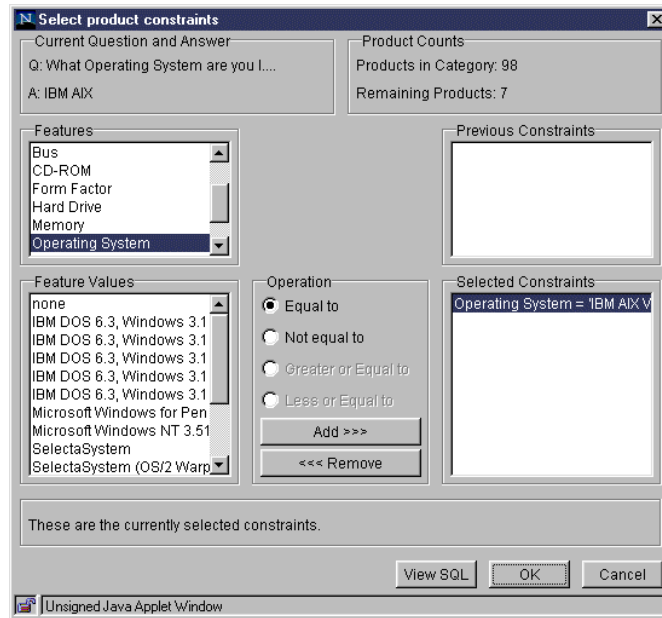 Select product constraints
Current Question and Answer
Q: What Operating System are you I....
A: IBM AIX
Product Counts
Products in Category: 98
Remaining Products: 7
Features
Bus
CD-ROM
Form Factor
Hard Drive
Memory
Operating System
Previous Constraints
Feature Values
none
IBM DOS 6.3, Windows 3.1
IBM DOS 6.3, Windows 3.1
IBM DOS 6.3, Windows 3.1
IBM DOS 6.3, Windows 3.1
IBM DOS 6.3, Windows 3.1
Microsoft Windows for Pen
Microsoft Windows NT 3.51
SelectaSystem
SelectaSystem (OS/2 Warp
Operation
Equal to
Not equal to
Greater or Equal to
Less or Equal to
Add >>>
<<< Remove
Selected Constraints
Operating System = 'IBM AIX V
These are the currently selected constraints.
View SQL
OK
Cancel
Unsigned Java Applet Window